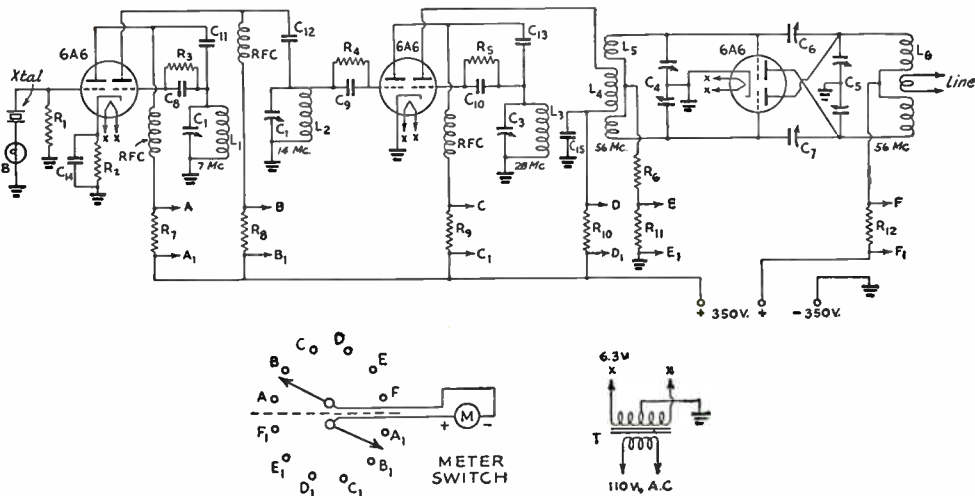 6A6
Xtal
B
R1
C14
R2
R3
C8
C11
C1
L1
7 Mc
RFC
RFC
C12
C1
L2
14 Mc.
R4
C9
6A6
R5
C10
C13
C3
L3
28 Mc
RFC
C15
L4
L5
56 Mc.
C4
6A6
C6
C7
C5
L8
Line
56 Mc
R6
A
R7
A1
B
R8
B1
C
R9
C1
D
R10
D1
E
R11
E1
F
R12
F1
+ 350V. + -350V.
A
B
C
D
E
F
A1
B1
C1
D1
E1
F1
+ M -
METER
SWITCH
6.3V
x x
T
110V, A.C